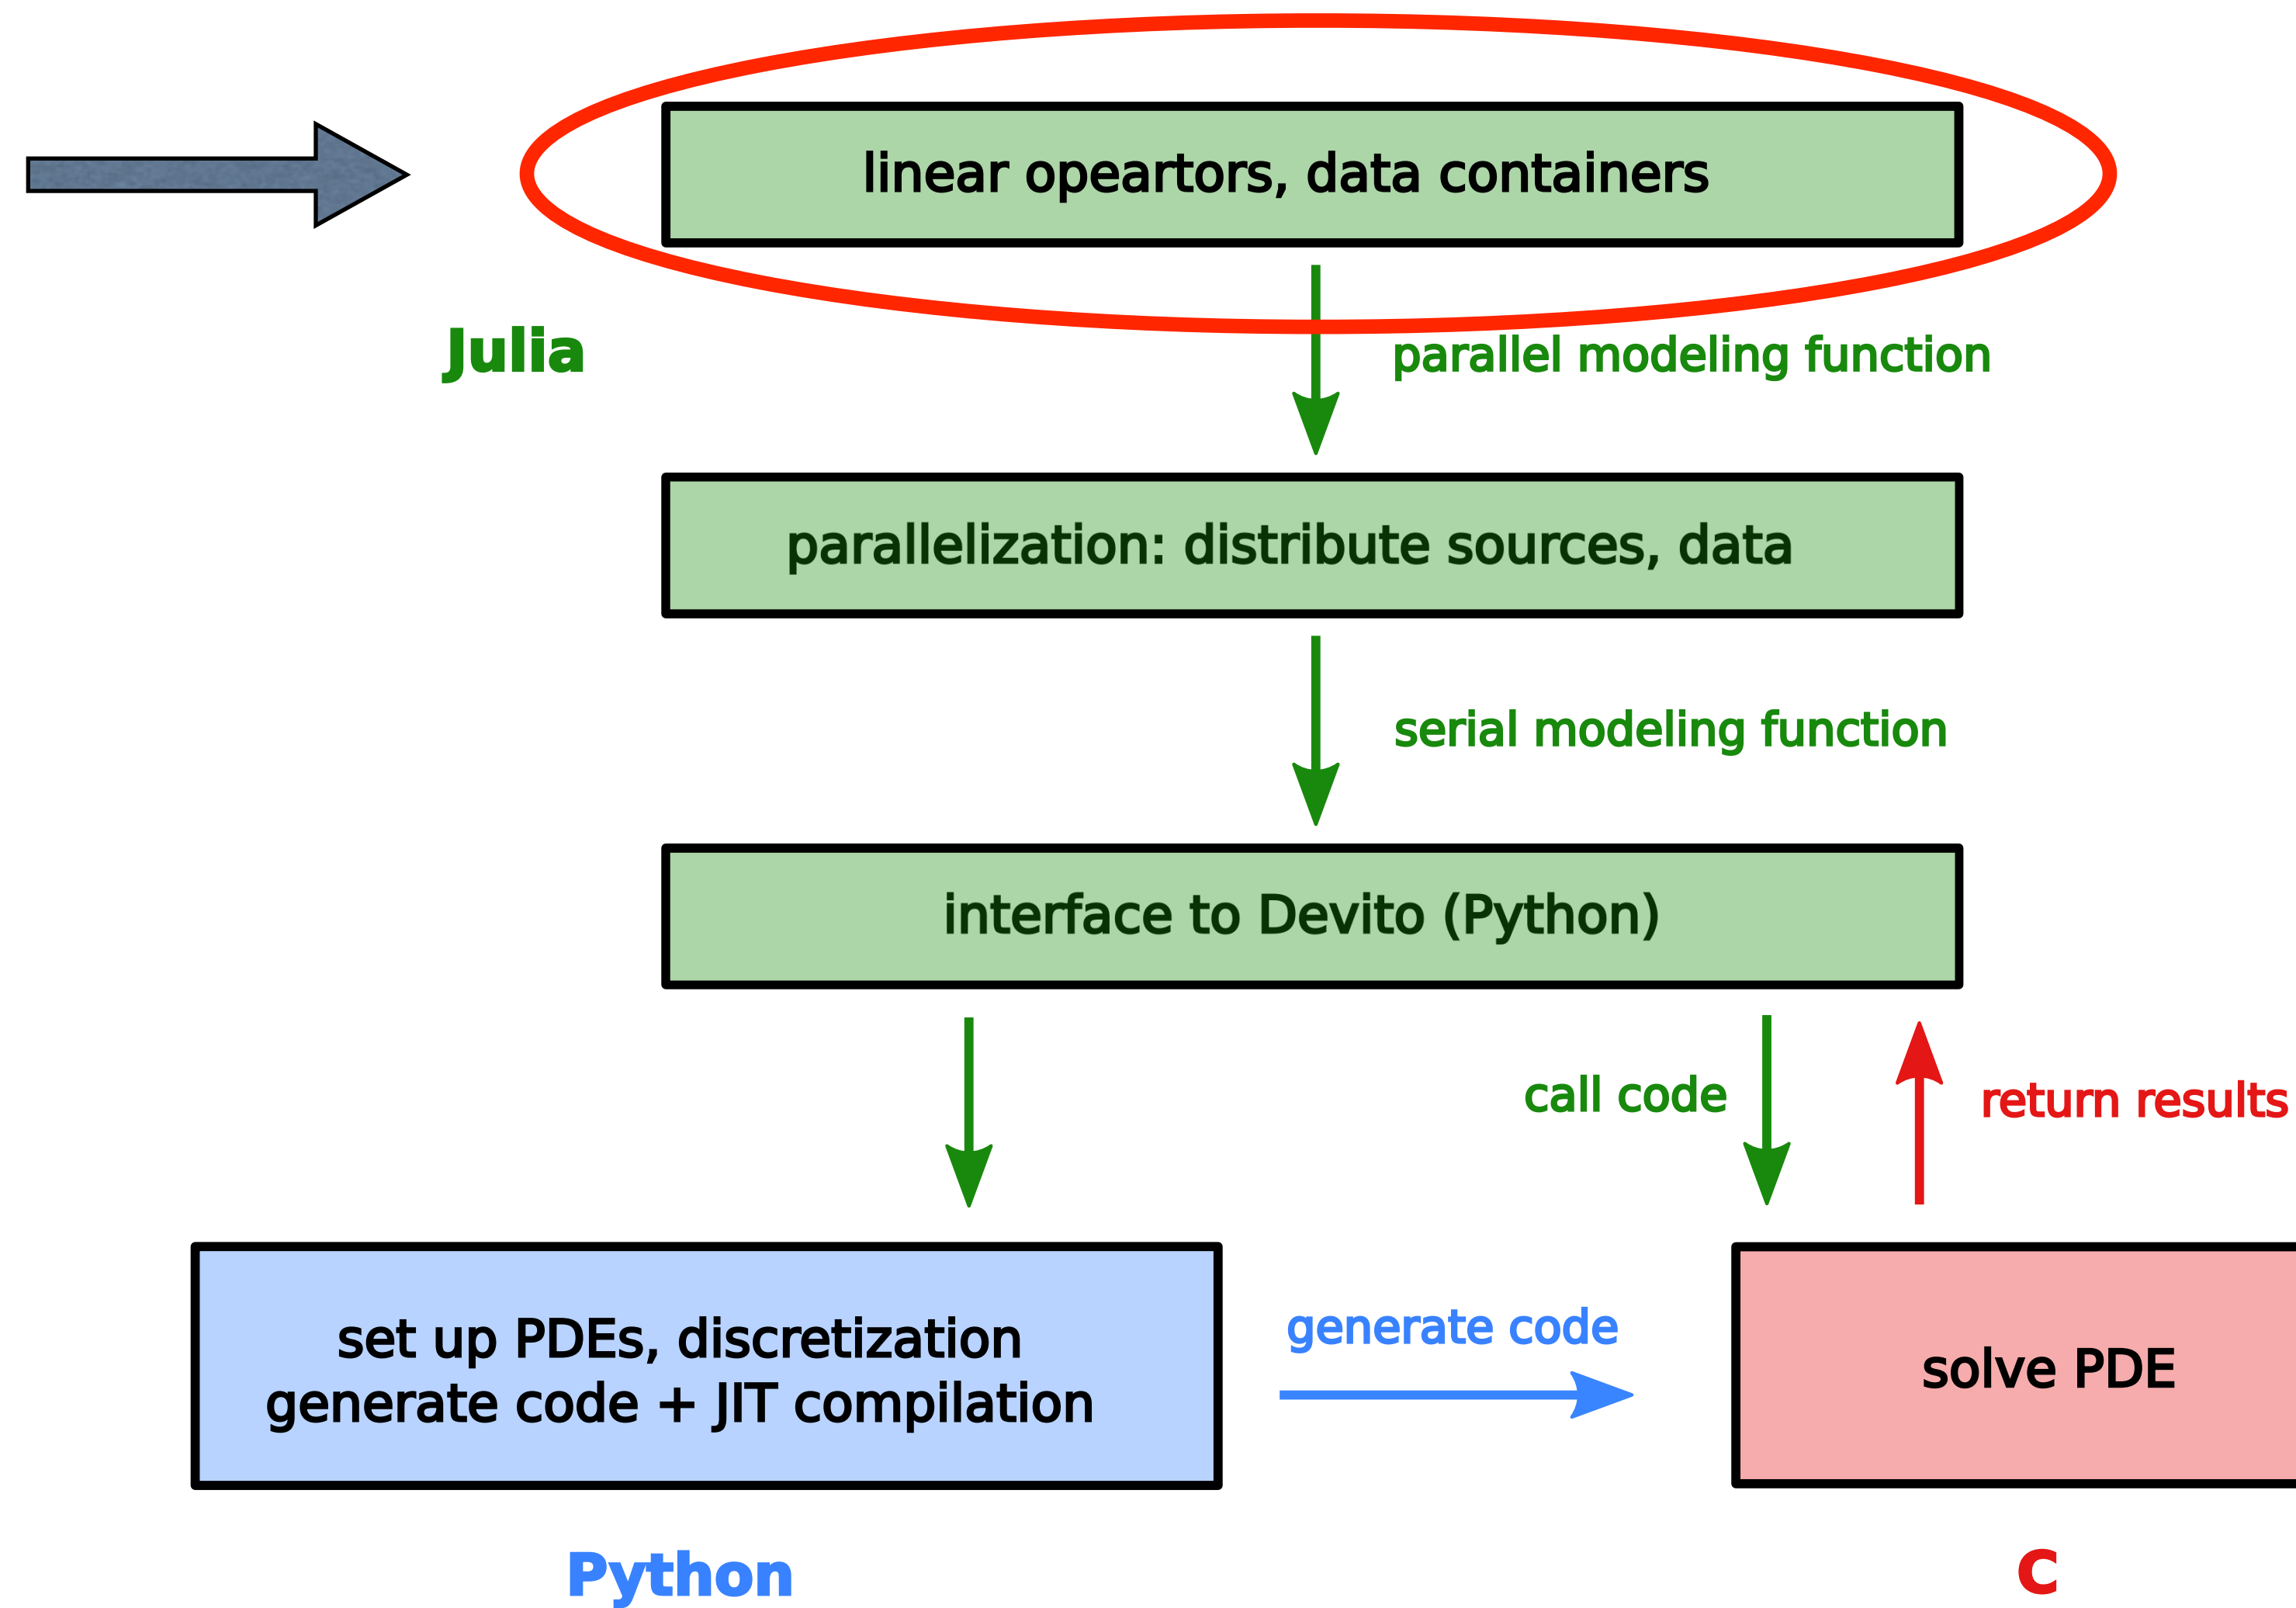 linear opeartors, data containers
Julia
parallel modeling function
parallelization: distribute sources, data
serial modeling function
interface to Devito (Python)
call code
return results
set up PDEs, discretization
generate code + JIT compilation
generate code
solve PDE
Python
C